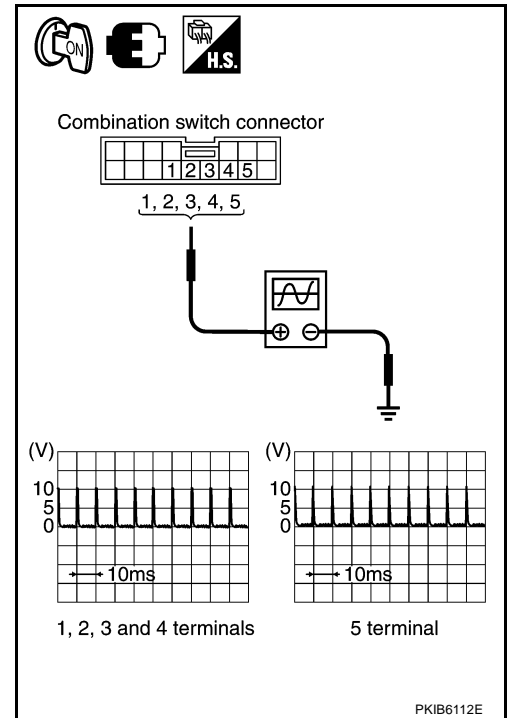 ON
H.S.
Combination switch connector
1 2 3 4 5
1, 2, 3, 4, 5
(V)
10
5
0
10ms
1, 2, 3 and 4 terminals
(V)
10
5
0
10ms
5 terminal
PKIB6112E